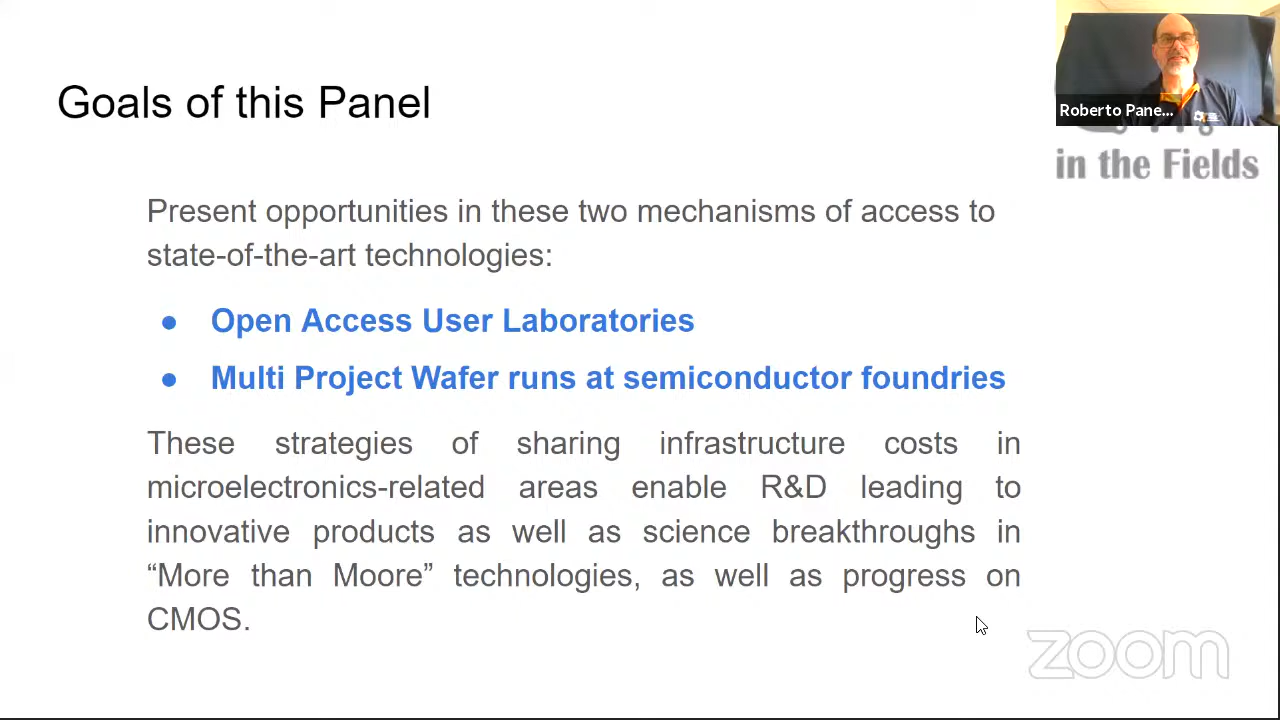 Goals of this Panel
Roberto Pane...
in the Fields
Present opportunities in these two mechanisms of access to
state-of-the-art technologies:
● Open Access User Laboratories
● Multi Project Wafer runs at semiconductor foundries
These strategies of sharing infrastructure costs in
microelectronics-related areas enable R&D leading to
innovative products as well as science breakthroughs in
“More than Moore” technologies, as well as progress on
CMOS.
zoom